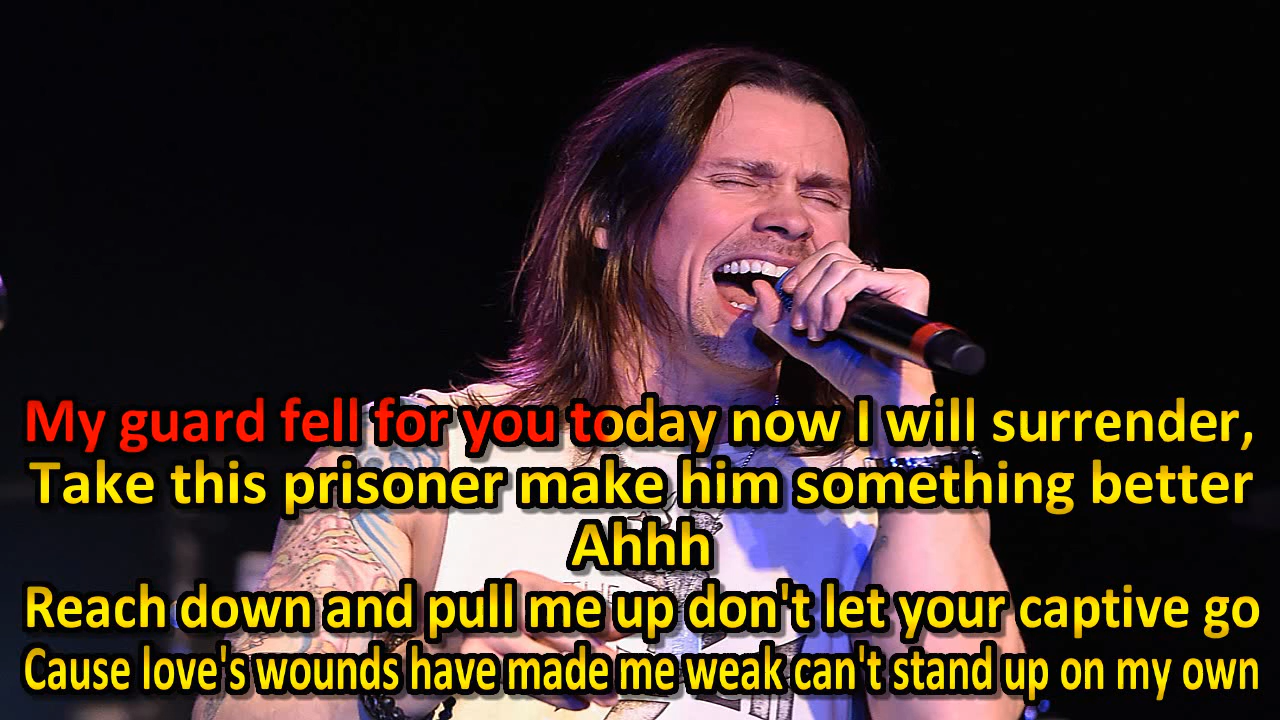 My guard fell for you today now I will surrender,
Take this prisoner make him something better
Ahhh
THE
Reach down and pull me up don't let your captive go
Cause love's wounds have made me weak can't stand up on my own